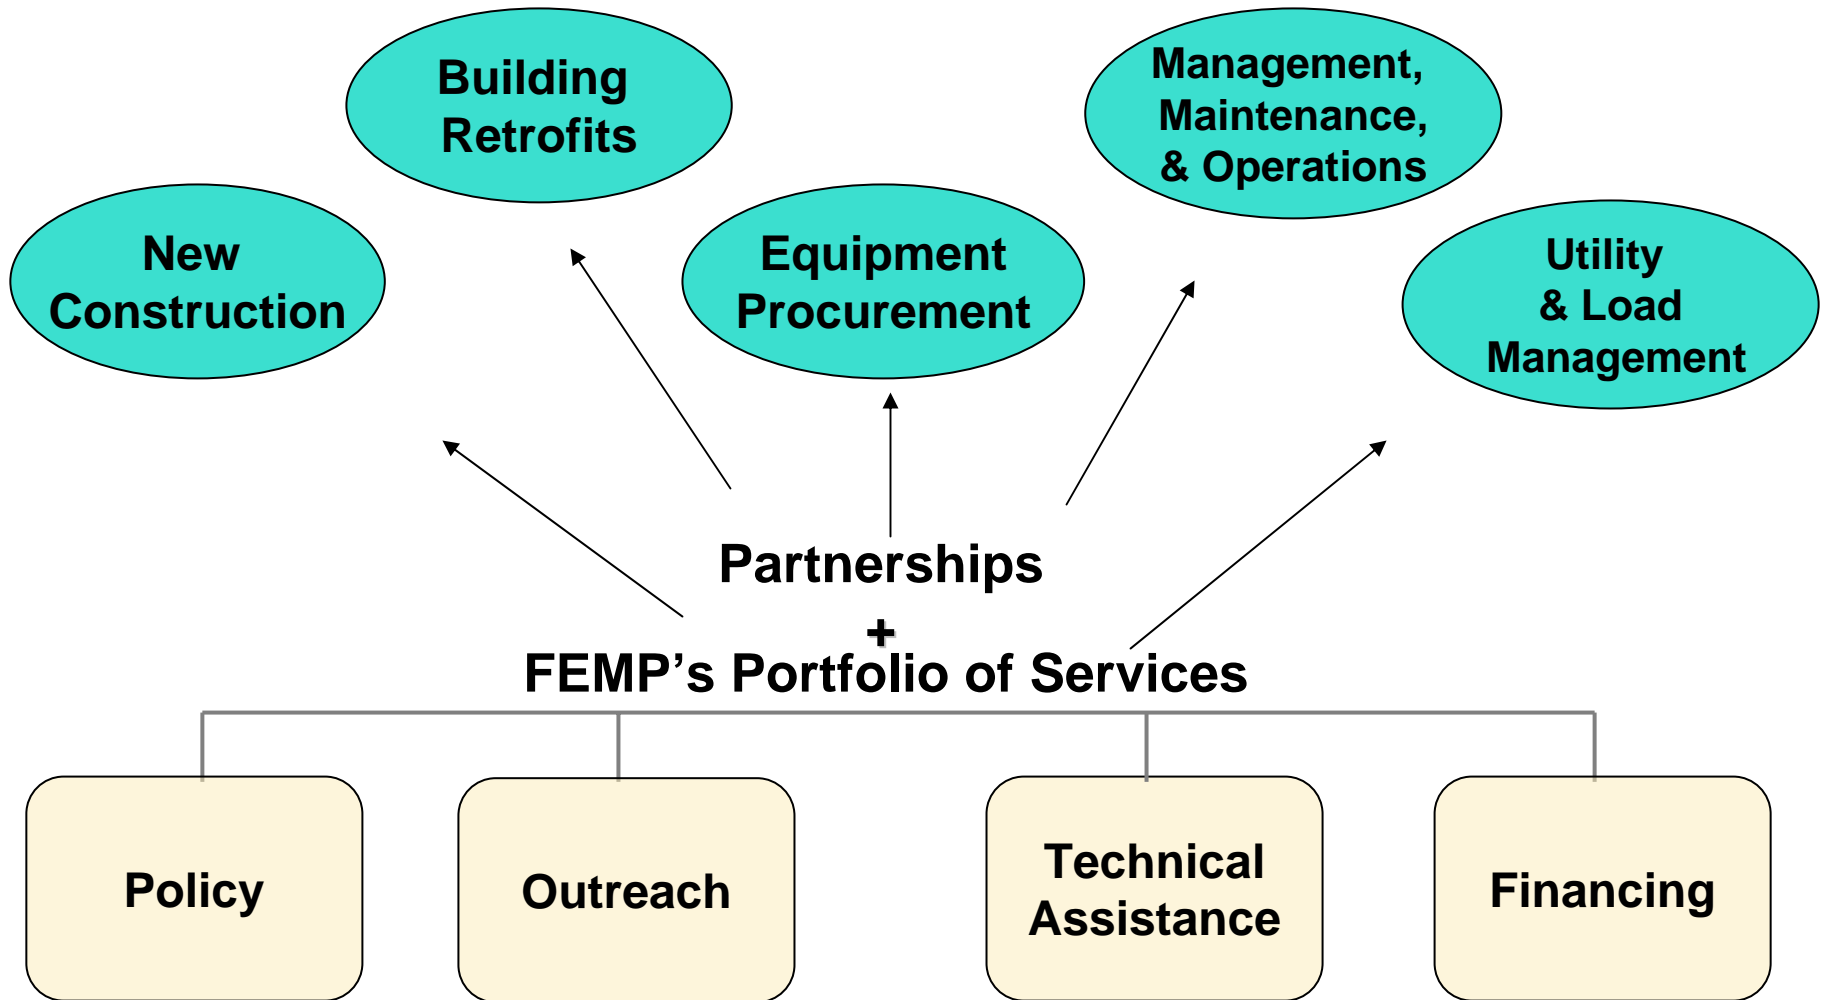 Building
Retrofits
Management,
Maintenance,
& Operations
New
Construction
Equipment
Procurement
Utility
& Load
Management
Partnerships
+
FEMP’s Portfolio of Services
Policy
Outreach
Technical
Assistance
Financing